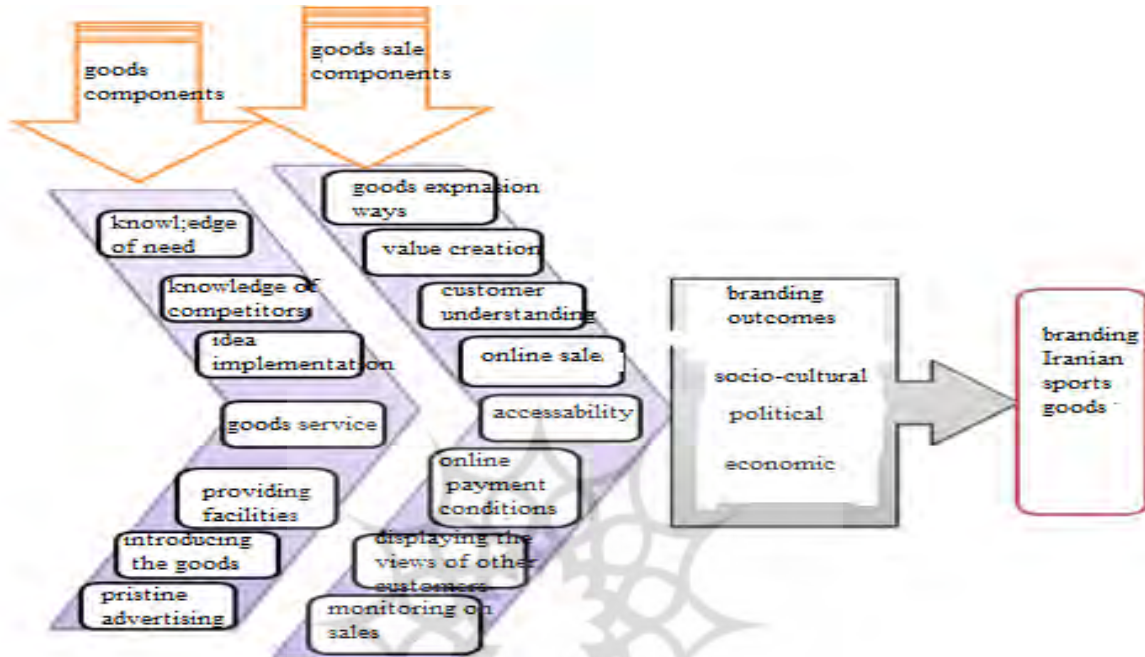 goods
components
goods sale
components
knowl;edge
of need
knowledge of
competitors
idea
implementation
goods service
providing
facilities
introducing
the goods
pristine
advertising
goods expnasion
ways
value creation
customer
understanding
online sale
accessability
online
payment
conditions
displaying the
views of other
customers
monitoring on
sales
branding
outcomes
socio-cultural
political
economic
branding
Iranian
sports
goods